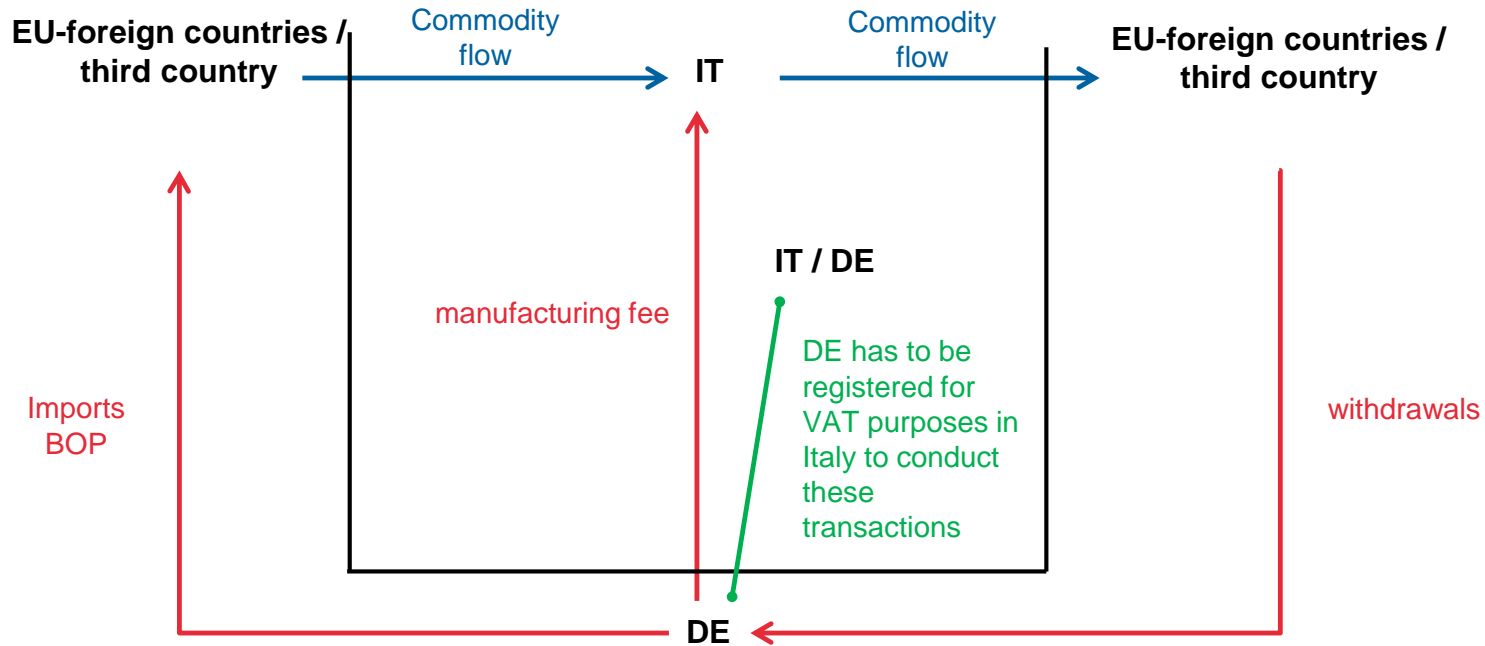 EU-foreign countries /
third country
Commodity
flow
IT
Commodity
flow
EU-foreign countries /
third country
IT / DE
manufacturing fee
DE has to be
registered for
VAT purposes in
Italy to conduct
these
transactions
Imports
BOP
withdrawals
DE